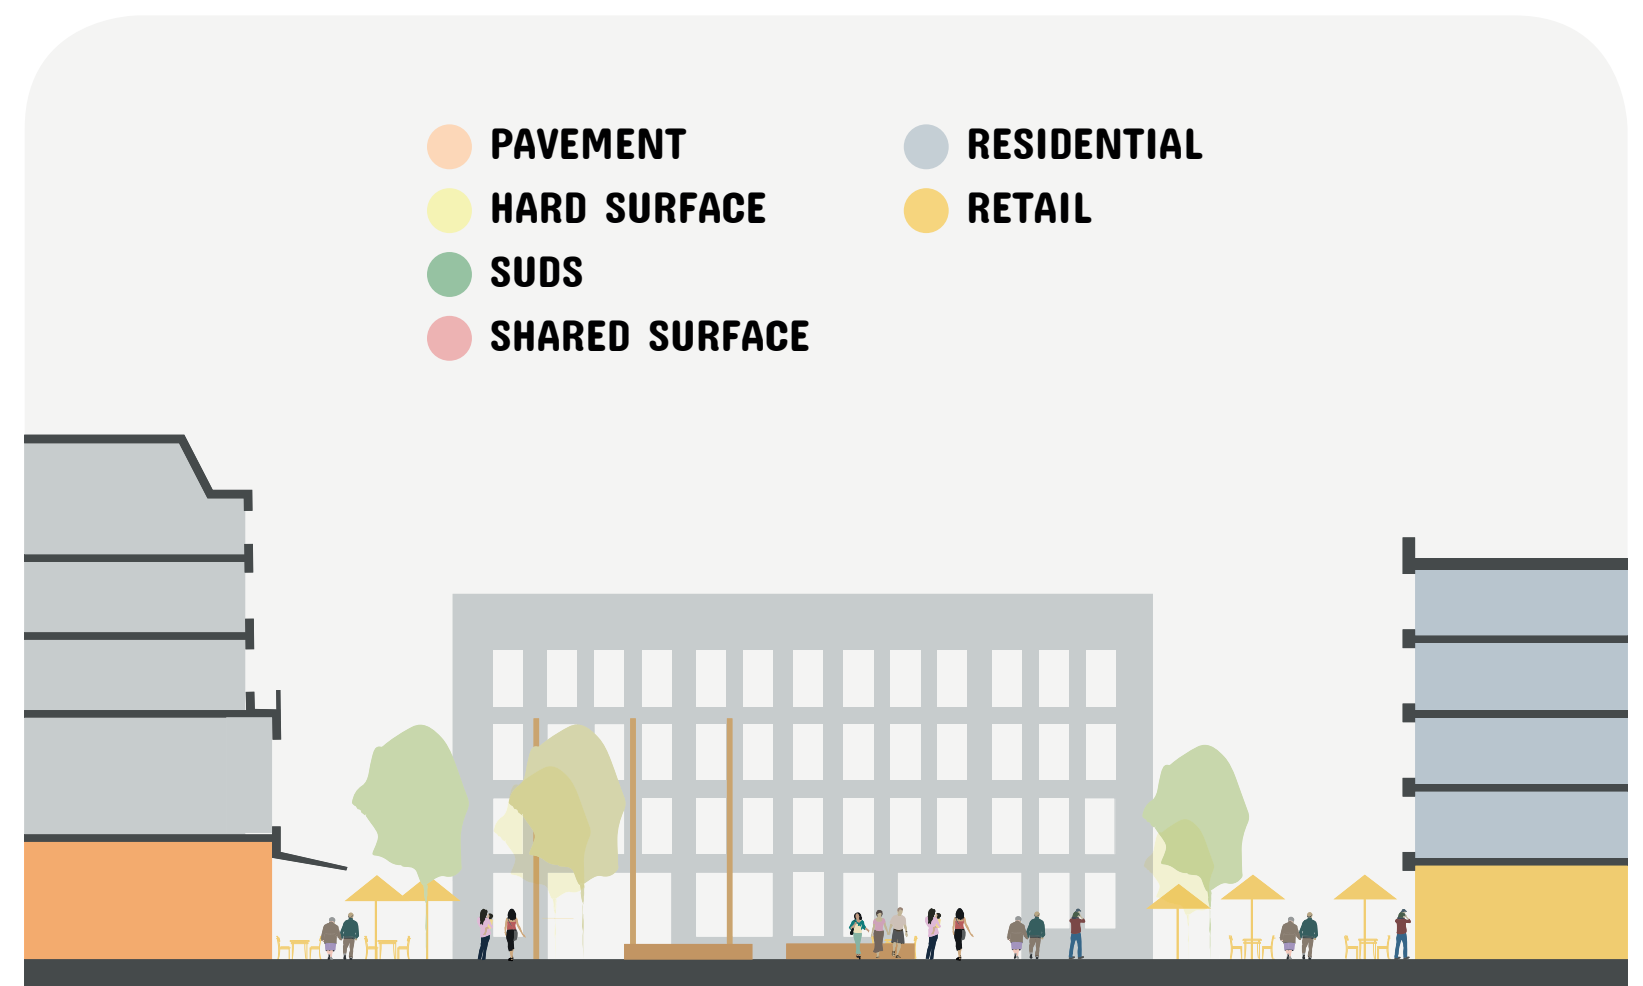 PAVEMENT
HARD SURFACE
SUDS
SHARED SURFACE
RESIDENTIAL
RETAIL